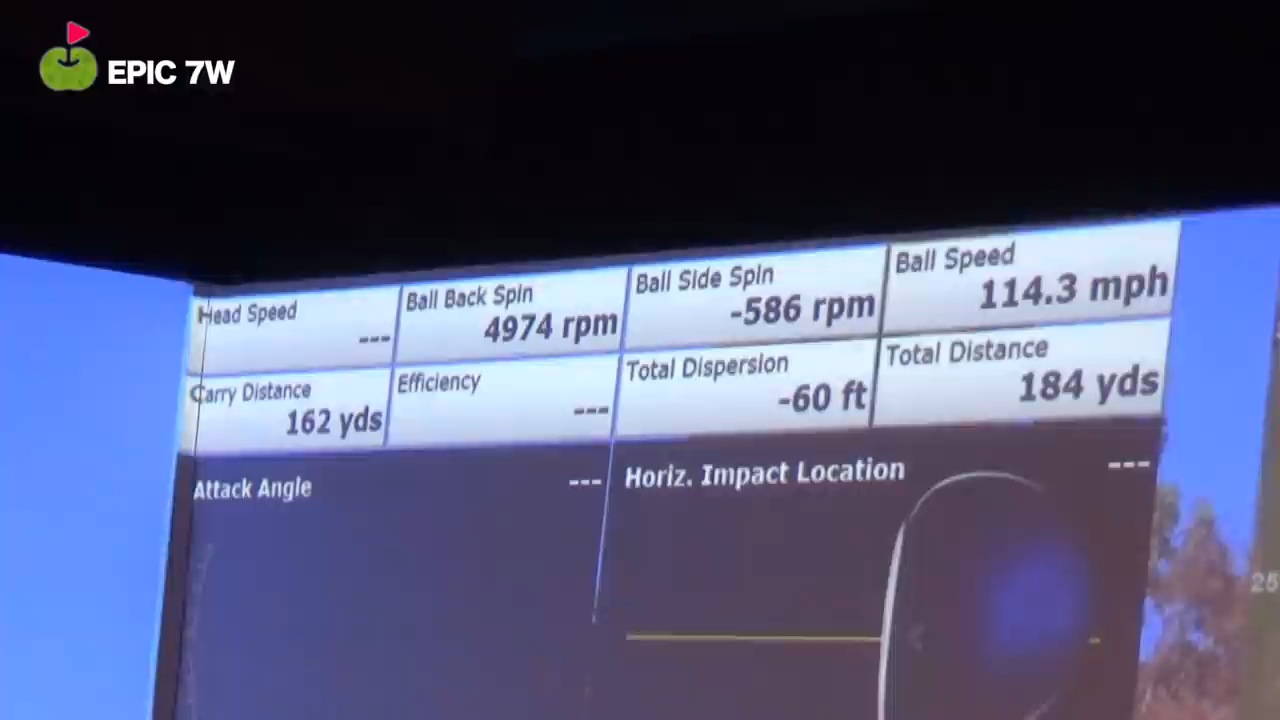 EPIC 7W
Head Speed
---
Ball Back Spin
4974 rpm
Ball Side Spin
-586 rpm
Ball Speed
114.3 mph
Carry Distance
162 yds
Efficiency
---
Total Dispersion
-60 ft
Total Distance
184 yds
Attack Angle
---
Horiz. Impact Location
---